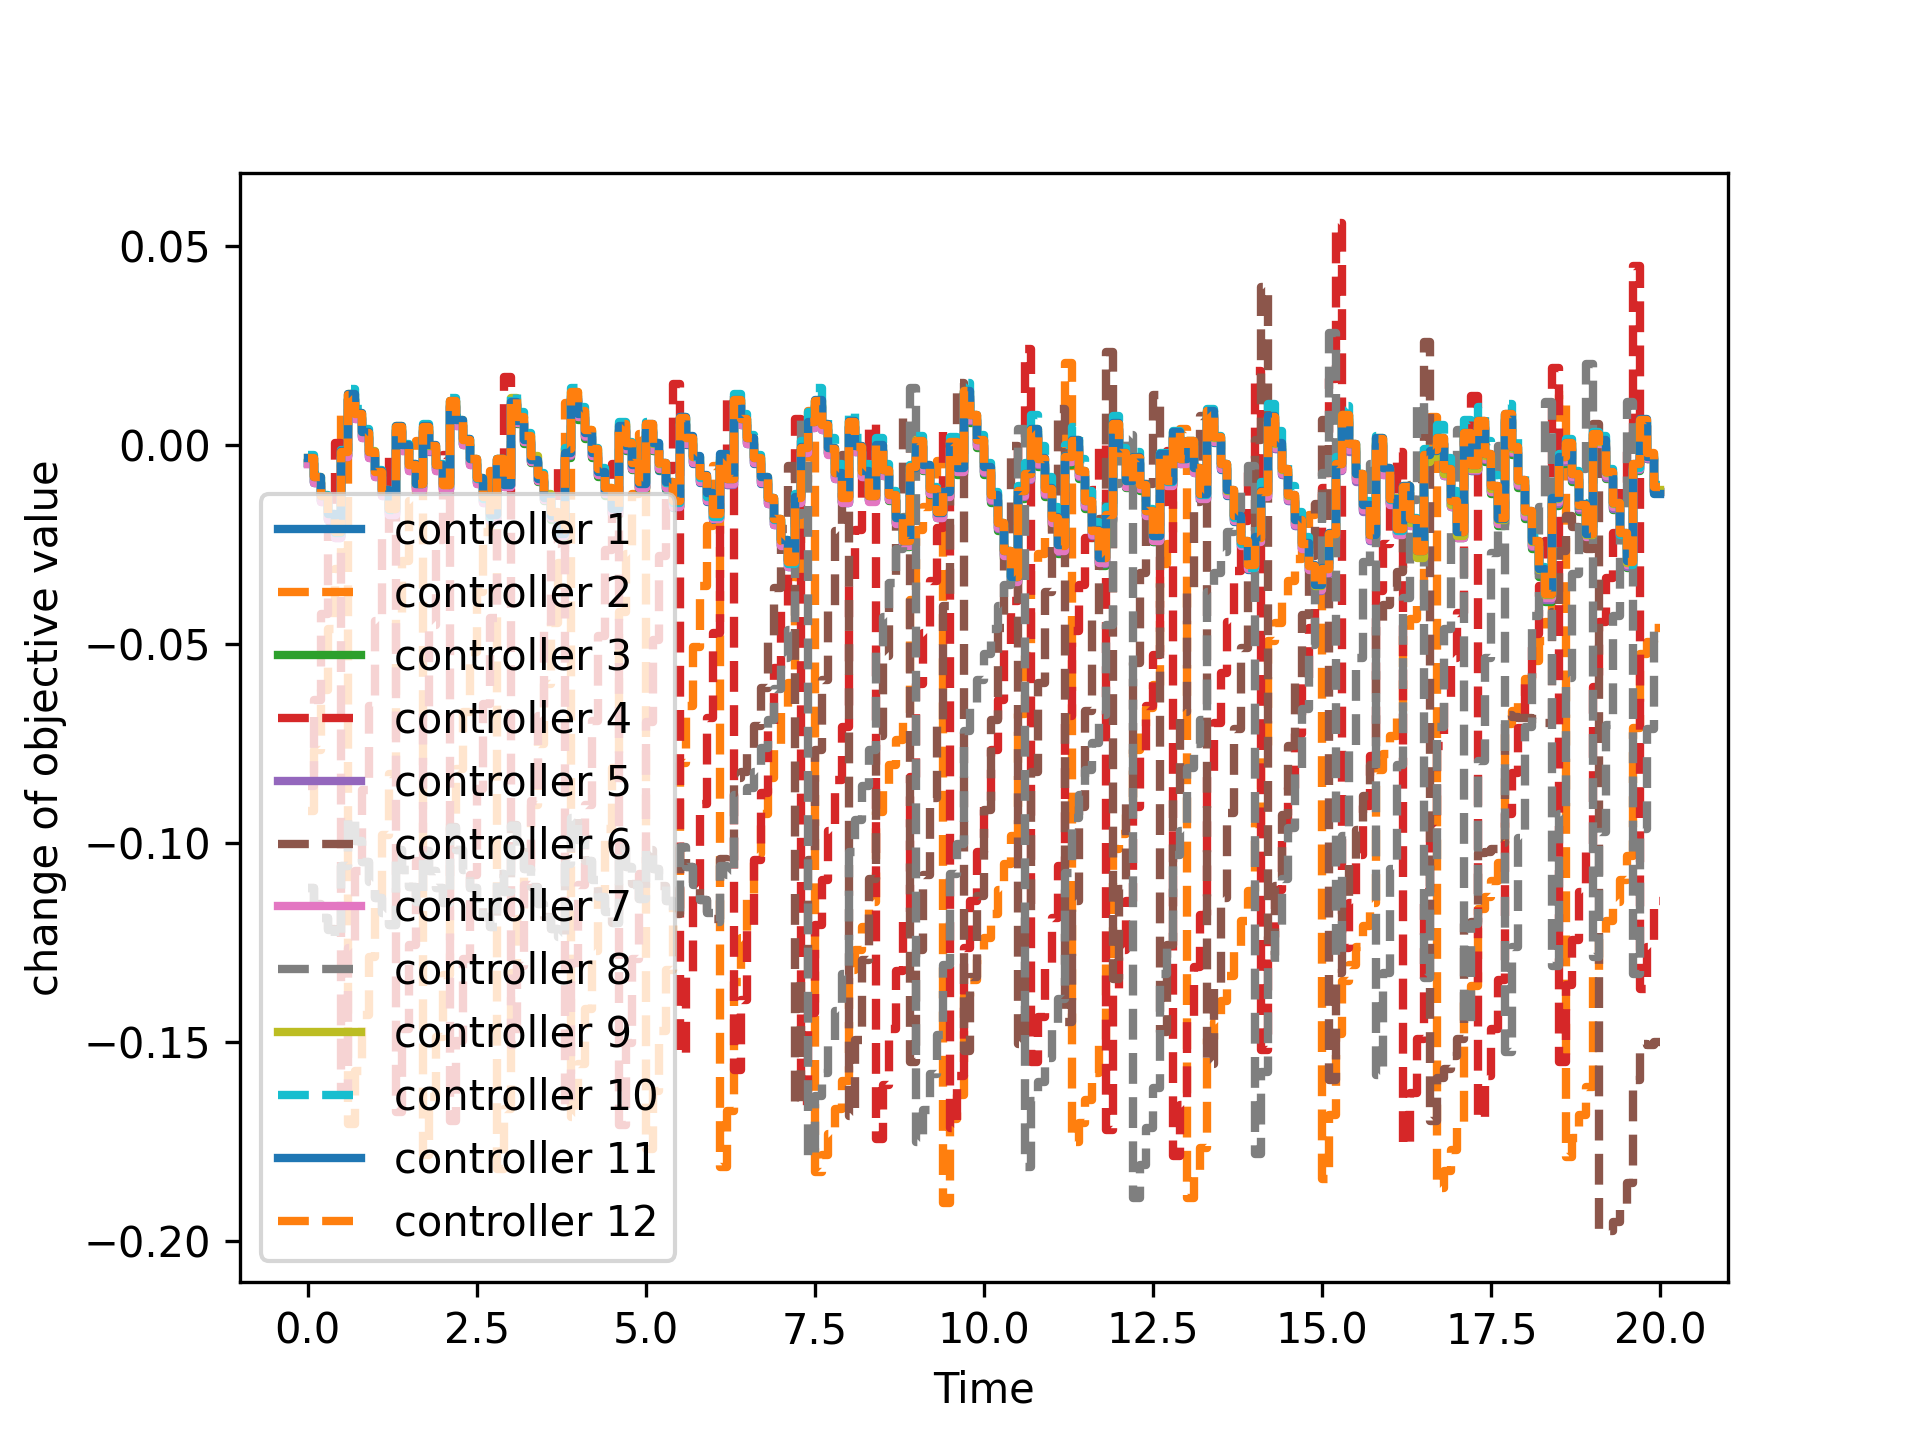 change of objective value
0.05
0.00
−0.05
−0.10
−0.15
−0.20
controller 1
controller 2
controller 3
controller 4
controller 5
controller 6
controller 7
controller 8
controller 9
controller 10
controller 11
controller 12
0.0 2.5 5.0 7.5 10.0 12.5 15.0 17.5 20.0
Time